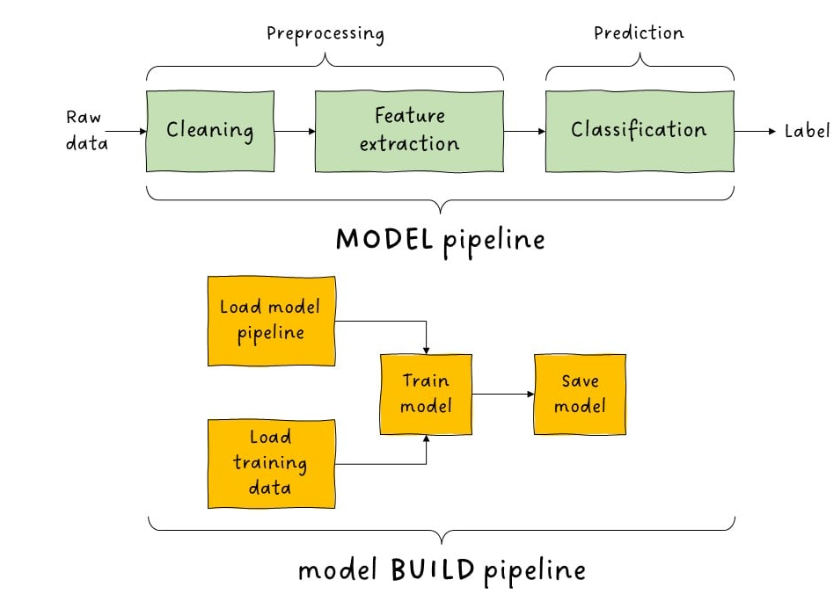 Preprocessing
Prediction
Raw
data
Cleaning
Feature
extraction
Classification
Label
MODEL pipeline
Load model
pipeline
Train
model
Save
model
Load
training
data
model BUILD pipeline